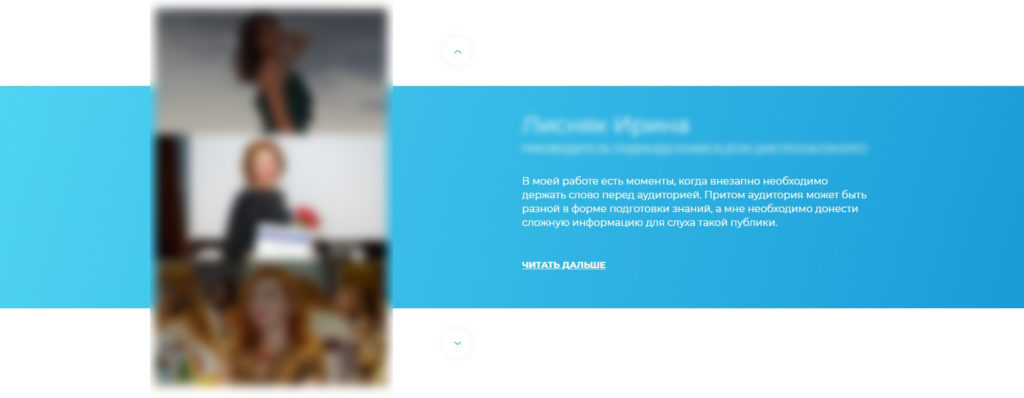 Лисняк Ирина
В моей работе есть моменты, когда внезапно необходимо
держать слово перед аудиторией. Притом аудитория может быть
разной в форме подготовки знаний, а мне необходимо донести
сложную информацию для слуха такой публики.
ЧИТАТЬ ДАЛЬШЕ